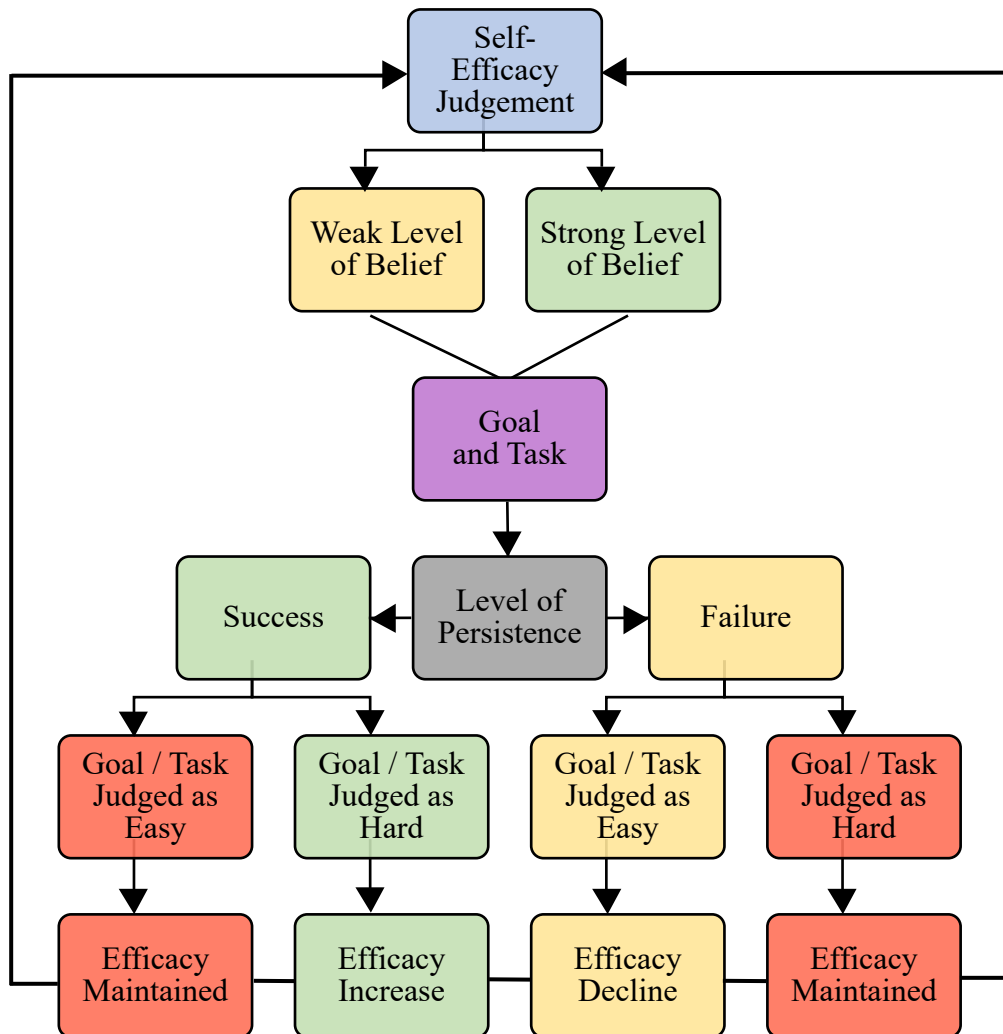 Self-
Efficacy
Judgement
Weak Level
of Belief
Strong Level
of Belief
Goal
and Task
Success
Level of
Persistence
Failure
Goal / Task
Judged as
Easy
Goal / Task
Judged as
Hard
Goal / Task
Judged as
Easy
Goal / Task
Judged as
Hard
Efficacy
Maintained
Efficacy
Increase
Efficacy
Decline
Efficacy
Maintained